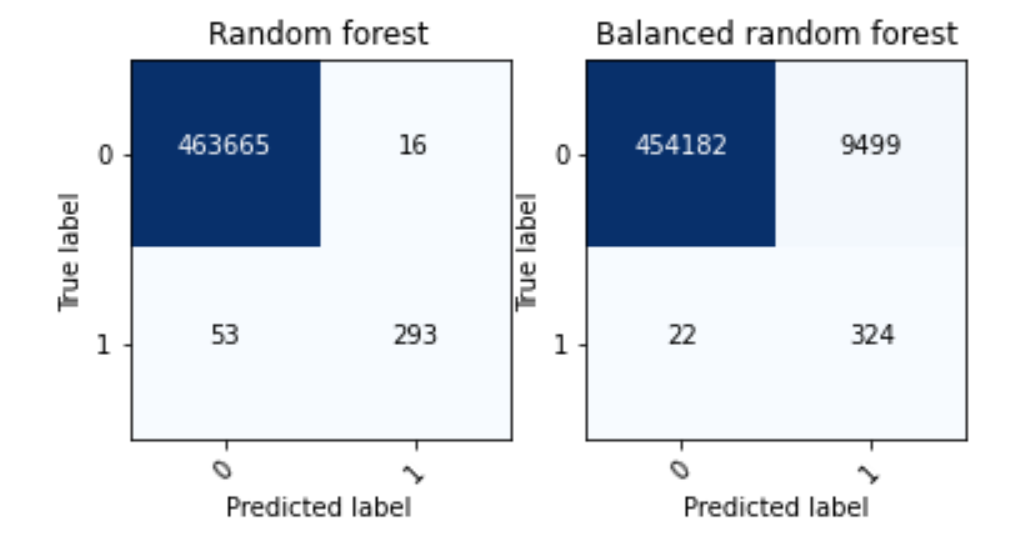 Random forest
True label
0
463665
16
1
53
293
0
1
Predicted label
Balanced random forest
True label
0
454182
9499
1
22
324
0
1
Predicted label